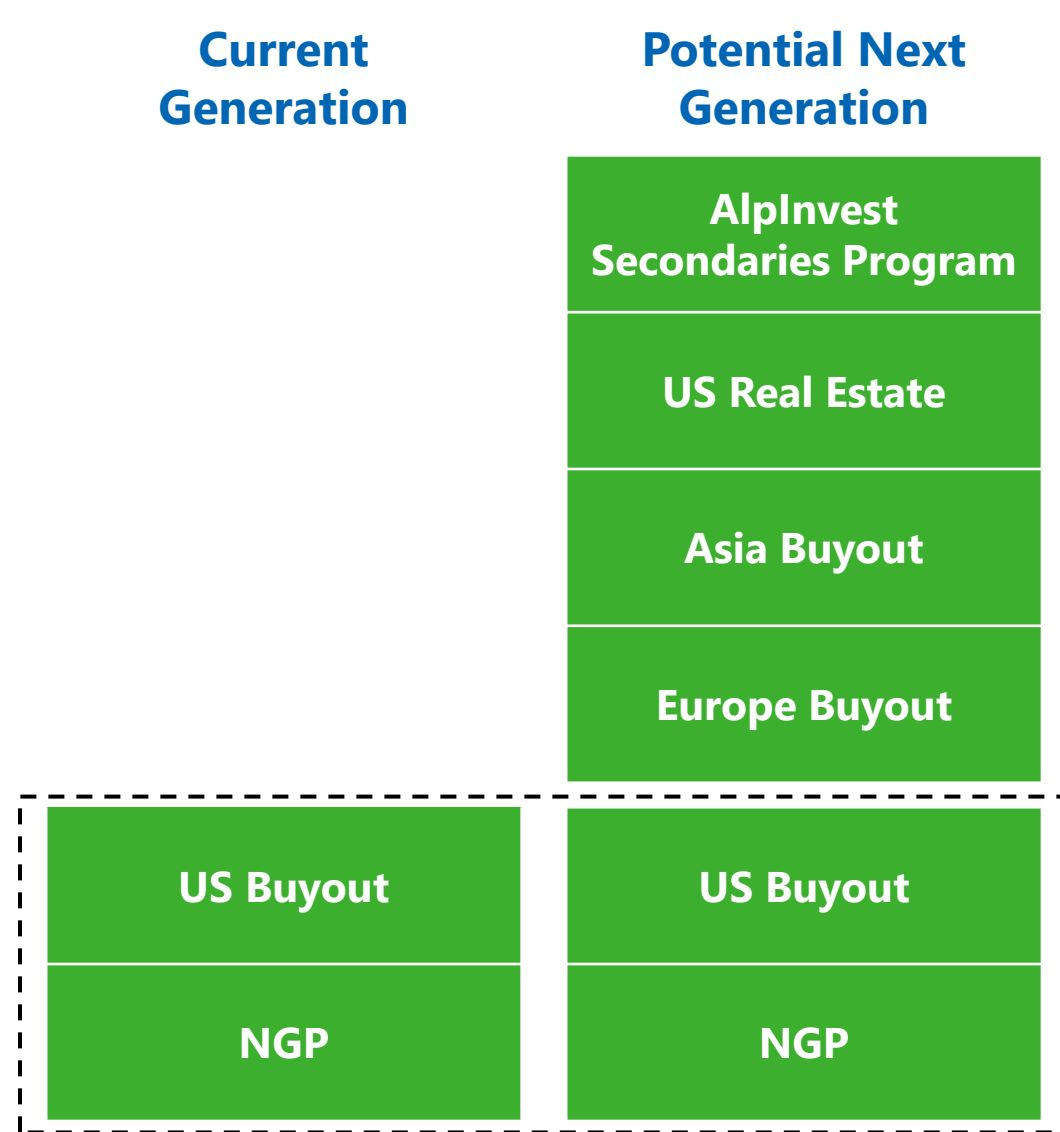 Current
Generation
Potential Next
Generation
AlpInvest
Secondaries Program
US Real Estate
Asia Buyout
Europe Buyout
US Buyout
US Buyout
NGP
NGP